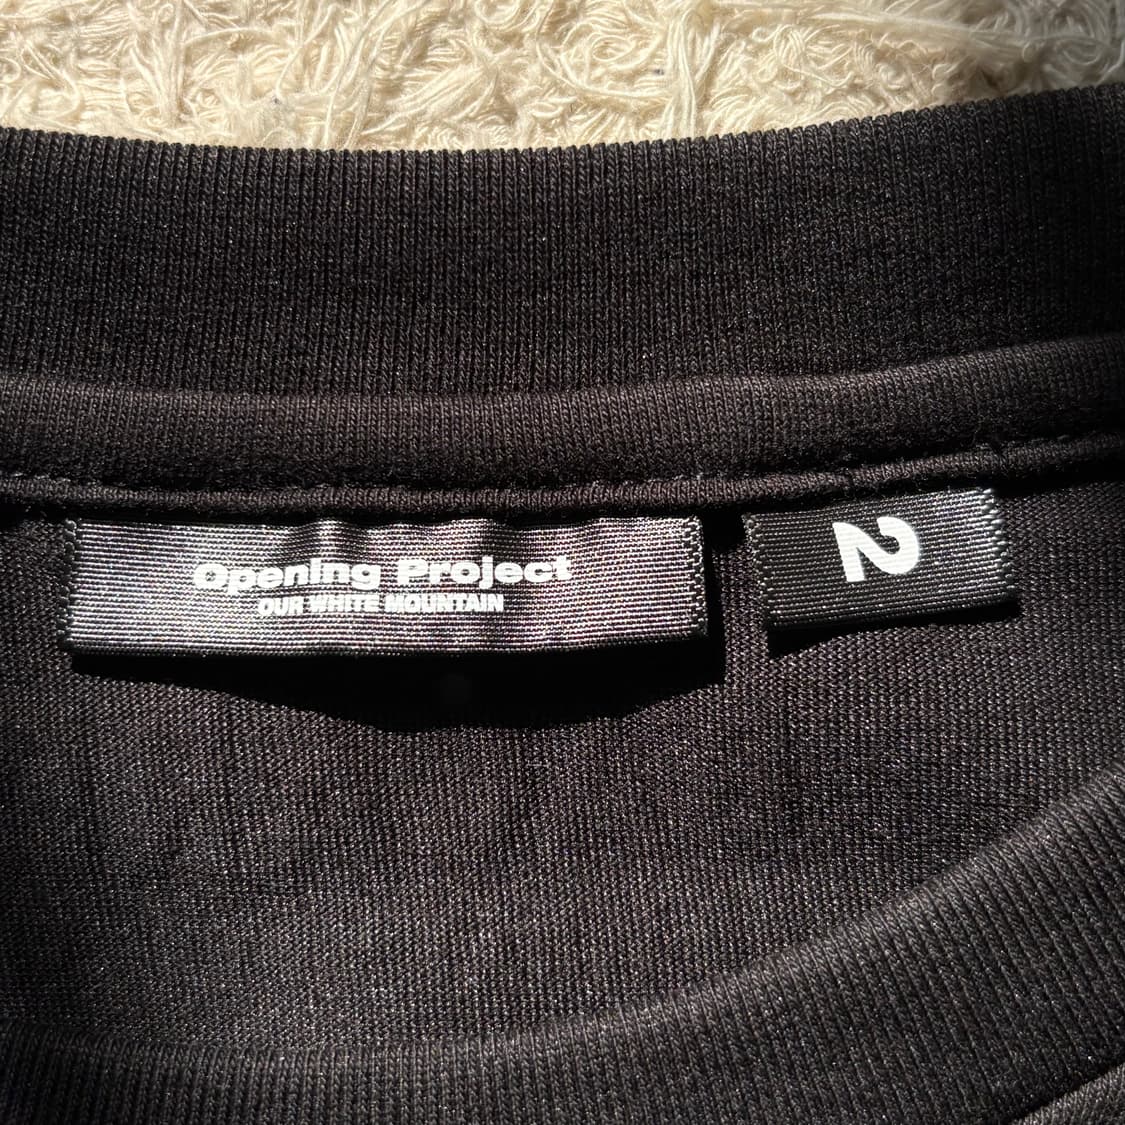 Opening Project
OUR WHITE MOUNTAIN
2